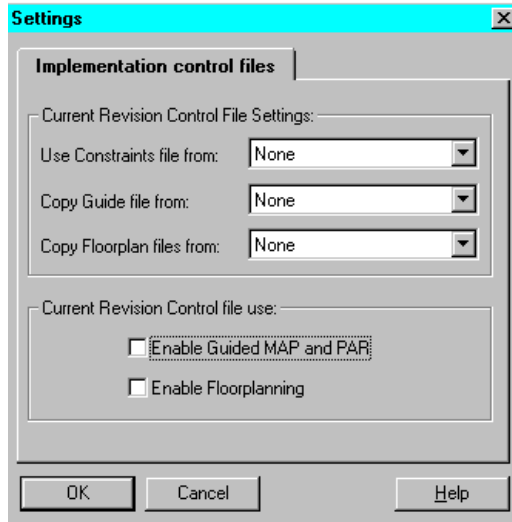 Settings
Implementation control files
Current Revision Control File Settings:
Use Constraints file from: None
Copy Guide file from: None
Copy Floorplan files from: None
Current Revision Control file use:
Enable Guided MAP and PAR
Enable Floorplanning
OK Cancel Help